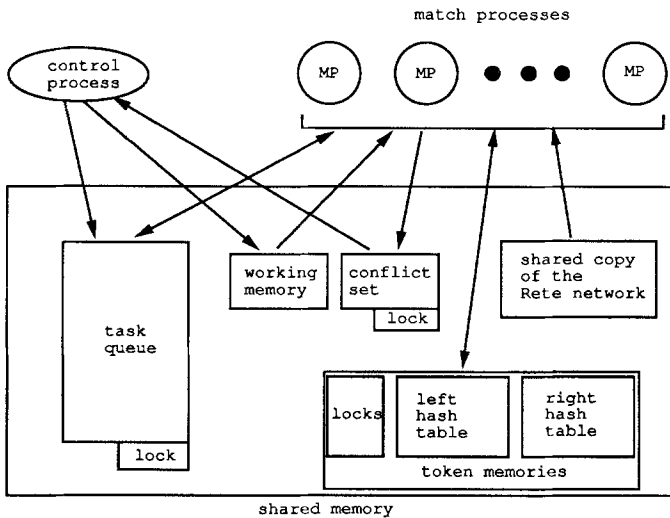 match processes
control
process
MP
MP
MP
working
memory
conflict
set
lock
shared copy
of the
Rete network
task
queue
lock
locks
left
hash
table
right
hash
table
token memories
shared memory